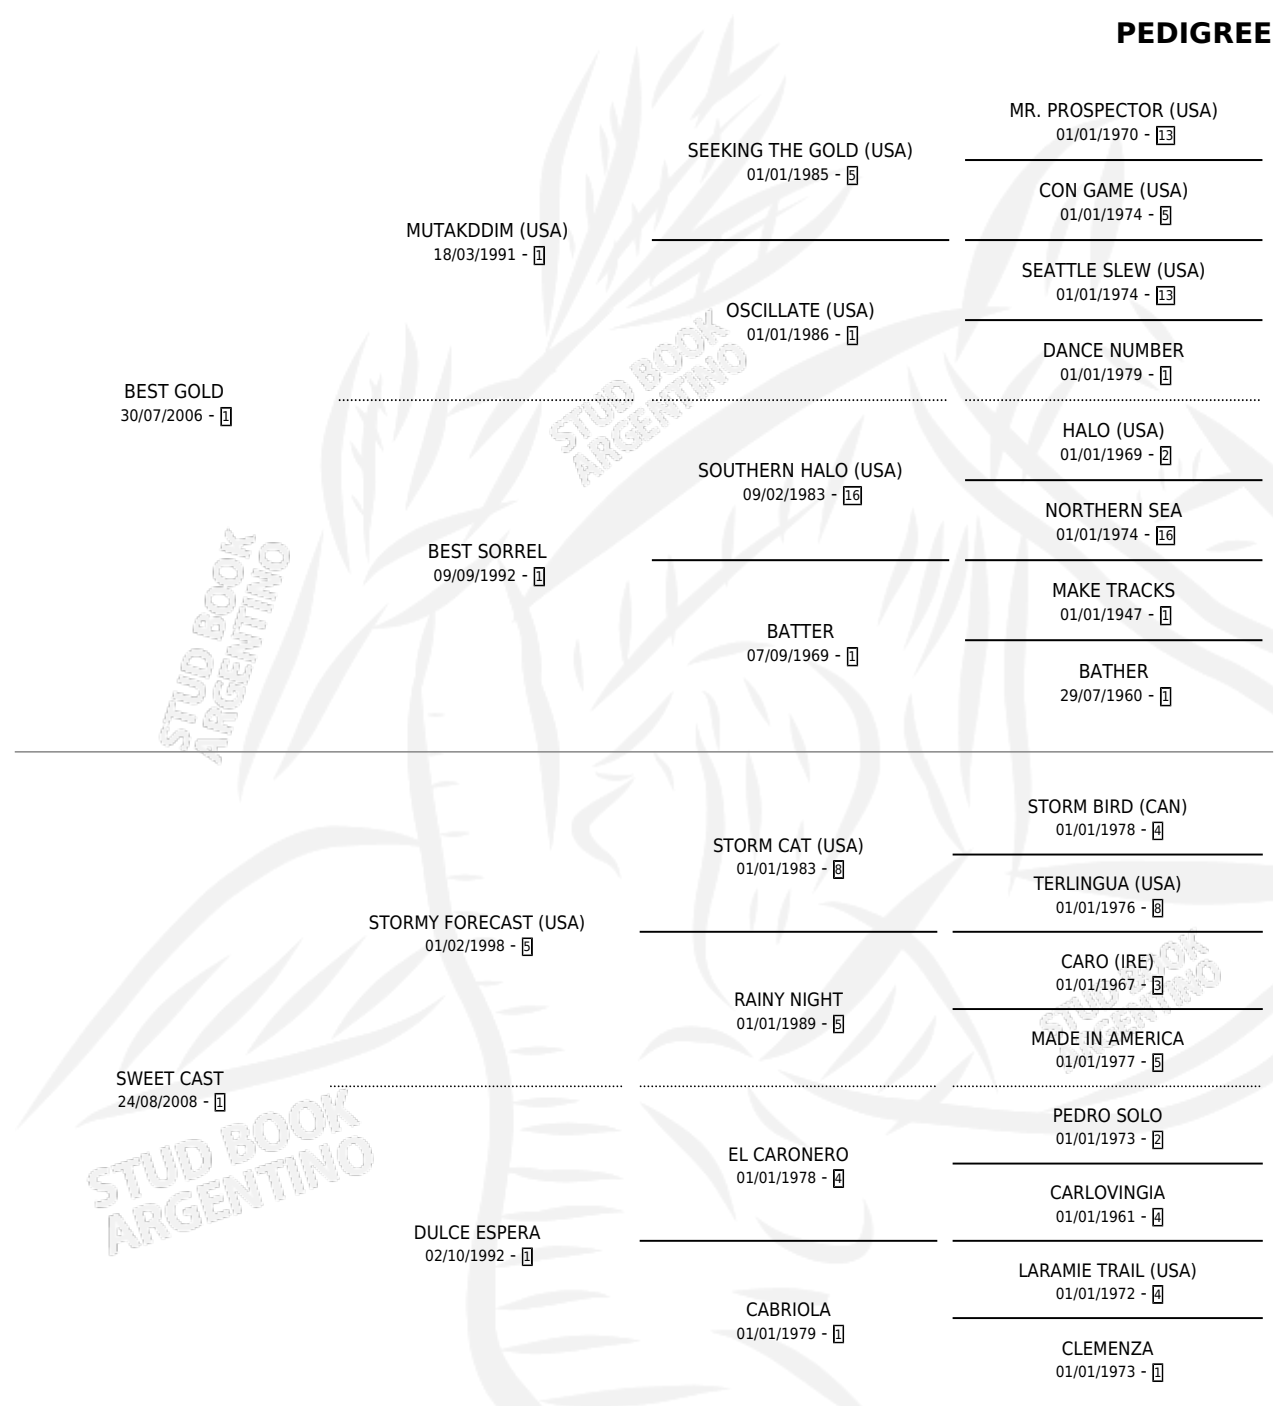 PEDIGREE
MR. PROSPECTOR (USA)
01/01/1970 - 13
SEEKING THE GOLD (USA)
01/01/1985 - 5
CON GAME (USA)
01/01/1974 - 5
MUTAKDDIM (USA)
18/03/1991 - 1
SEATTLE SLEW (USA)
01/01/1974 - 13
OSCILLATE (USA)
01/01/1986 - 1
DANCE NUMBER
01/01/1979 - 1
BEST GOLD
30/07/2006 - 1
HALO (USA)
01/01/1969 - 2
SOUTHERN HALO (USA)
09/02/1983 - 16
NORTHERN SEA
01/01/1974 - 16
BEST SORREL
09/09/1992 - 1
MAKE TRACKS
01/01/1947 - 1
BATTER
07/09/1969 - 1
BATHER
29/07/1960 - 1
STORM BIRD (CAN)
01/01/1978 - 4
STORM CAT (USA)
01/01/1983 - 8
TERLINGUA (USA)
01/01/1976 - 8
STORMY FORECAST (USA)
01/02/1998 - 5
CARO (IRE)
01/01/1967 - 3
RAINY NIGHT
01/01/1989 - 5
MADE IN AMERICA
01/01/1977 - 5
SWEET CAST
24/08/2008 - 1
PEDRO SOLO
01/01/1973 - 2
EL CARONERO
01/01/1978 - 4
CARLOVINGIA
01/01/1961 - 4
DULCE ESPERA
02/10/1992 - 1
LARAMIE TRAIL (USA)
01/01/1972 - 4
CABRIOLA
01/01/1979 - 1
CLEMENZA
01/01/1973 - 1
STUD BOOK
ARGENTINO
STUD BOOK
ARGENTINO
STUD BOOK
ARGENTINO
STUD BOOK
ARGENTINO